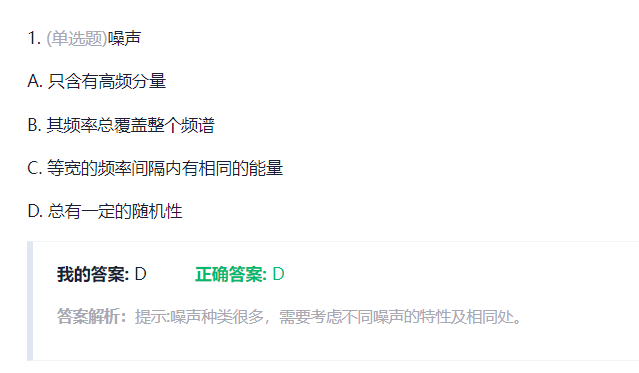 1. (单选题)噪声
A. 只含有高频分量
B. 其频率总覆盖整个频谱
C. 等宽的频率间隔内有相同的能量
D. 总有一定的随机性
我的答案: D 正确答案: D
答案解析：提示:噪声种类很多，需要考虑不同噪声的特性及相同处。